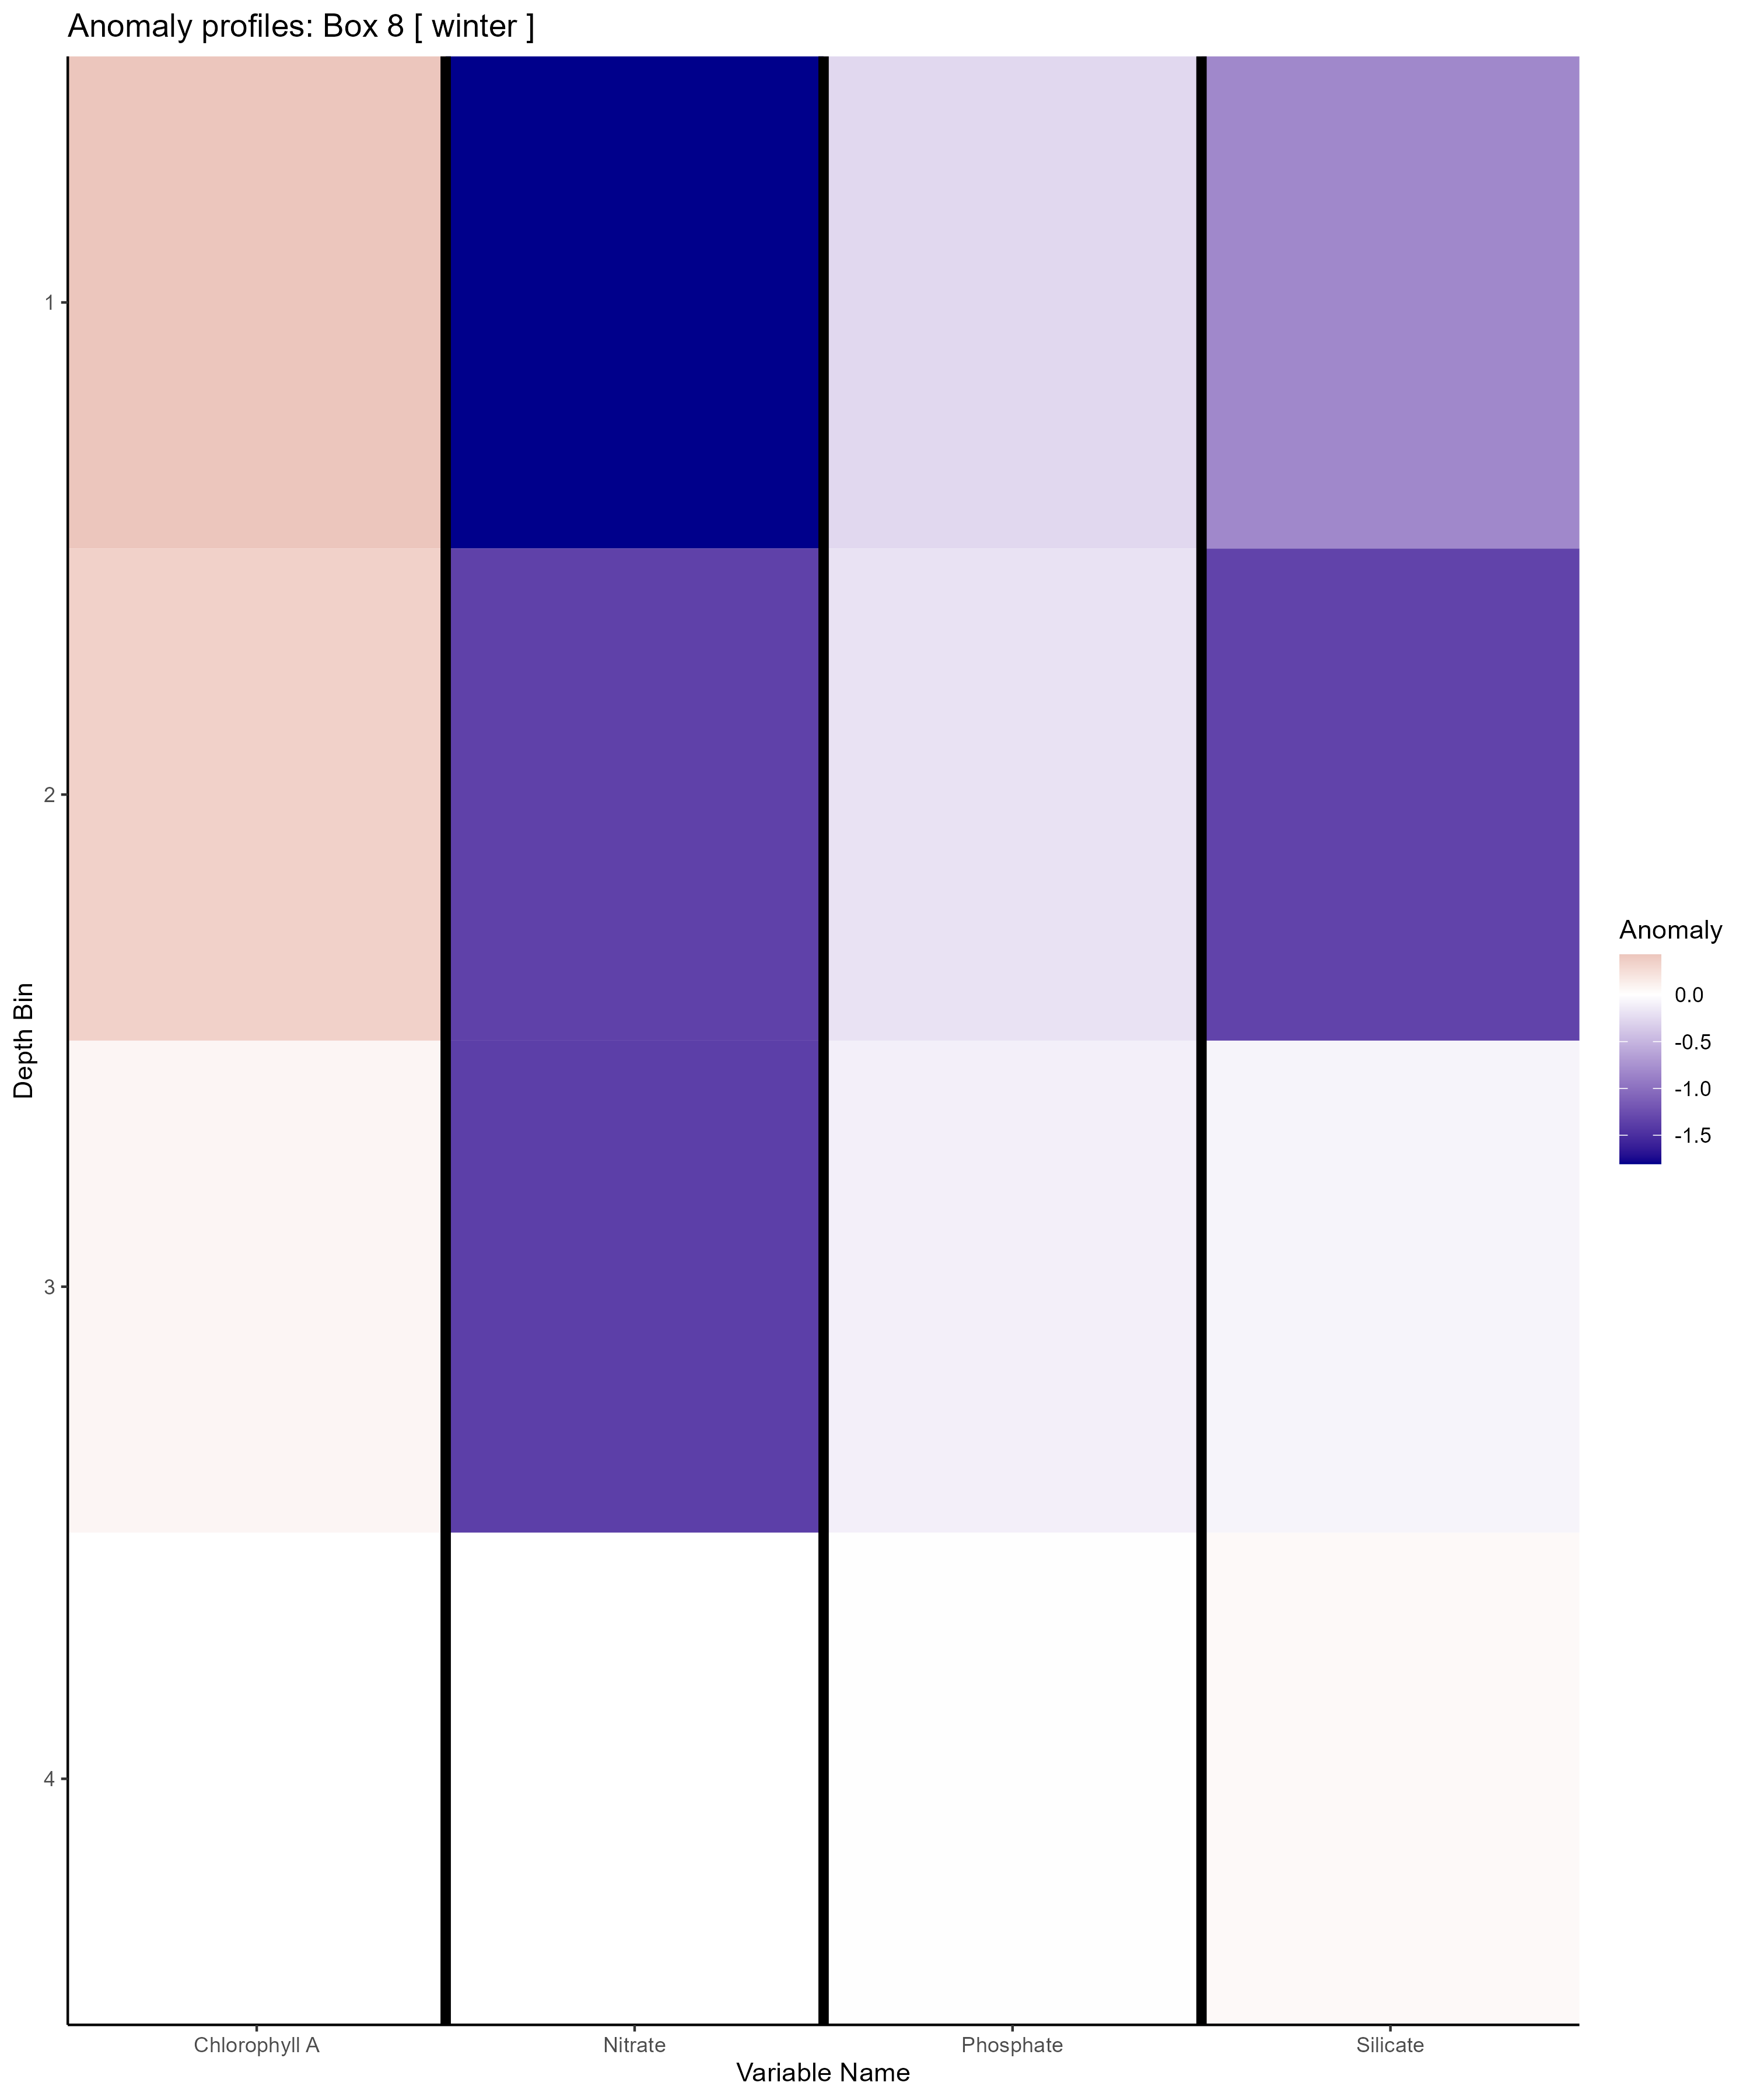 Anomaly profiles: Box 8 [ winter ]
1
2
3
4
Depth Bin
Chlorophyll A
Nitrate
Phosphate
Silicate
Variable Name
Anomaly
0.0
-0.5
-1.0
-1.5